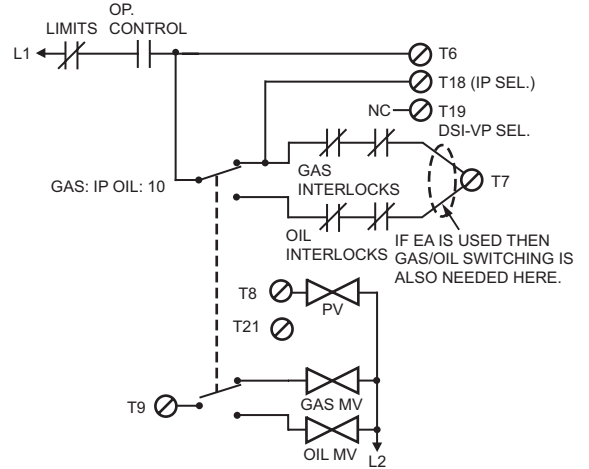 OP.
LIMITS CONTROL
L1
T6
T18 (IP SEL.)
NC
T19
DSI-VP SEL.
GAS: IP OIL: 10
GAS
INTERLOCKS
T7
OIL
INTERLOCKS
IF EA IS USED THEN
GAS/OIL SWITCHING IS
ALSO NEEDED HERE.
T8
PV
T21
GAS MV
T9
OIL MV
L2